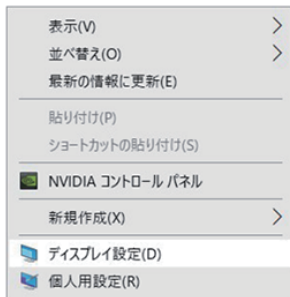 表示(V)
並べ替え(O)
最新の情報に更新(E)
貼り付け(P)
ショートカットの貼り付け(S)
NVIDIA コントロール パネル
新規作成(X)
ディスプレイ設定(D)
個人用設定(R)